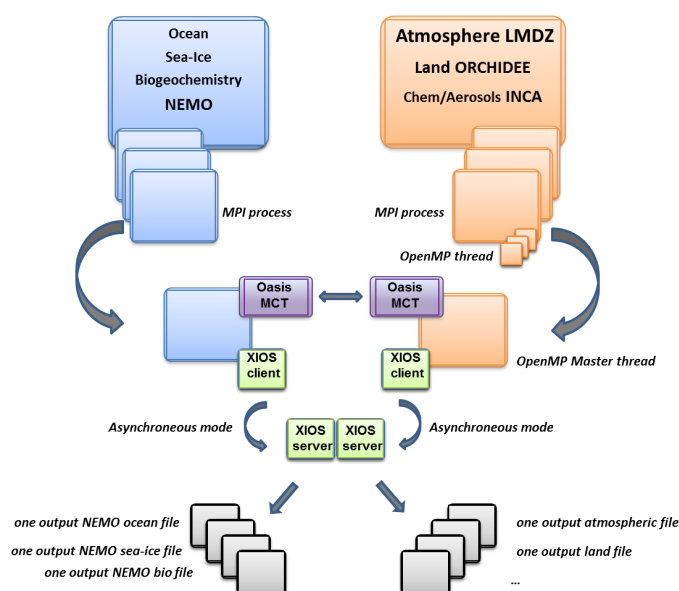 Ocean
Sea-Ice
Biogeochemistry
NEMO
Atmosphere LMDZ
Land ORCHIDEE
Chem/Aerosols INCA
MPI process
MPI process
OpenMP thread
Oasis
MCT
Oasis
MCT
XIOS
client
XIOS
client
OpenMP Master thread
Asynchroneous mode
XIOS
server
XIOS
server
Asynchroneous mode
one output NEMO ocean file
one output NEMO sea-ice file
one output NEMO bio file
one output atmospheric file
one output land file
...